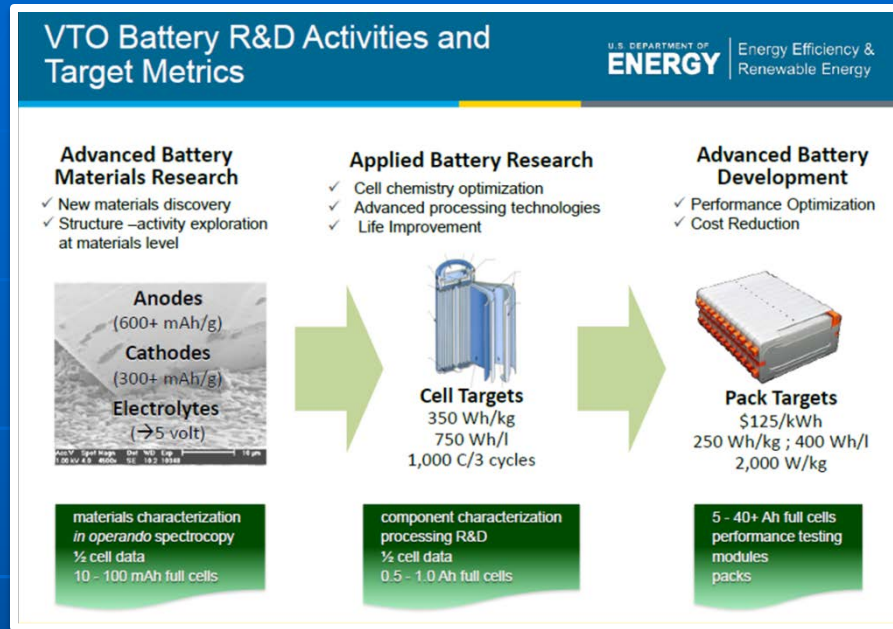 VTO Battery R&D Activities and
Target Metrics
U.S. DEPARTMENT OF
ENERGY
Energy Efficiency &
Renewable Energy
Advanced Battery
Materials Research
✓ New materials discovery
✓ Structure –activity exploration
at materials level
Anodes
(600+ mAh/g)
Cathodes
(300+ mAh/g)
Electrolytes
(→5 volt)
Applied Battery Research
✓ Cell chemistry optimization
✓ Advanced processing technologies
✓ Life Improvement
Cell Targets
350 Wh/kg
750 Wh/l
1,000 C/3 cycles
Advanced Battery
Development
✓ Performance Optimization
✓ Cost Reduction
Pack Targets
$125/kWh
250 Wh/kg ; 400 Wh/l
2,000 W/kg
materials characterization
in operando spectrocopy
½ cell data
10 - 100 mAh full cells
component characterization
processing R&D
½ cell data
0.5 - 1.0 Ah full cells
5 - 40+ Ah full cells
performance testing
modules
packs